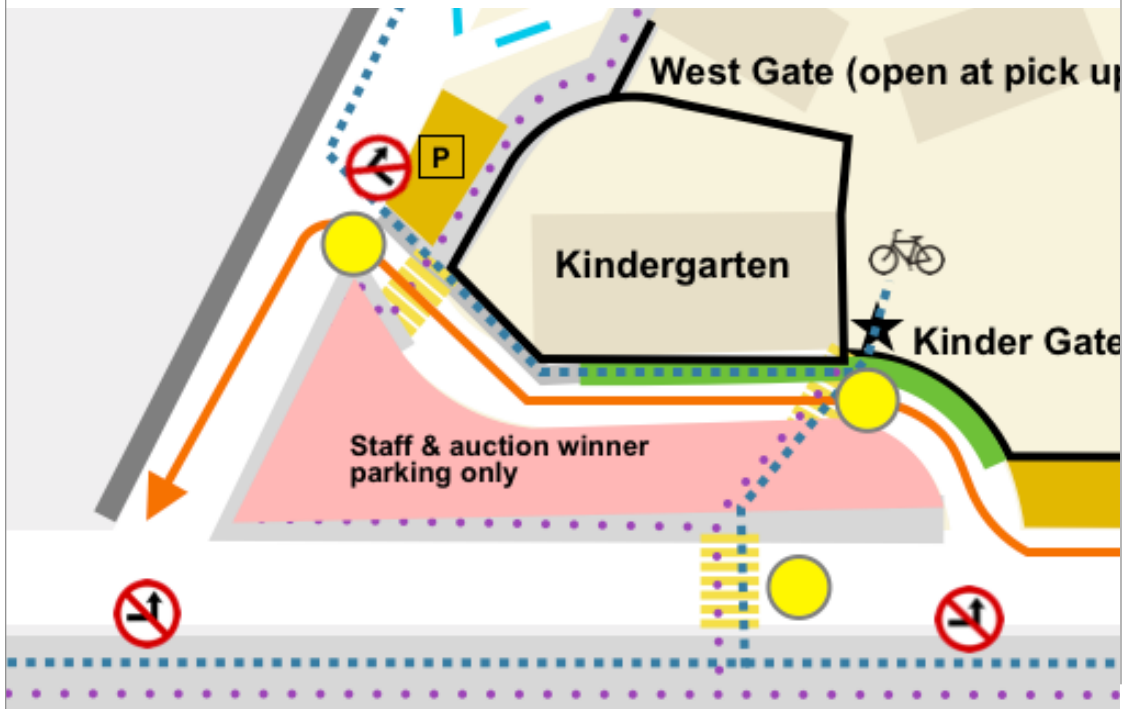 West Gate (open at pick up
P
Kindergarten
Kinder Gate
Staff & auction winner
parking only